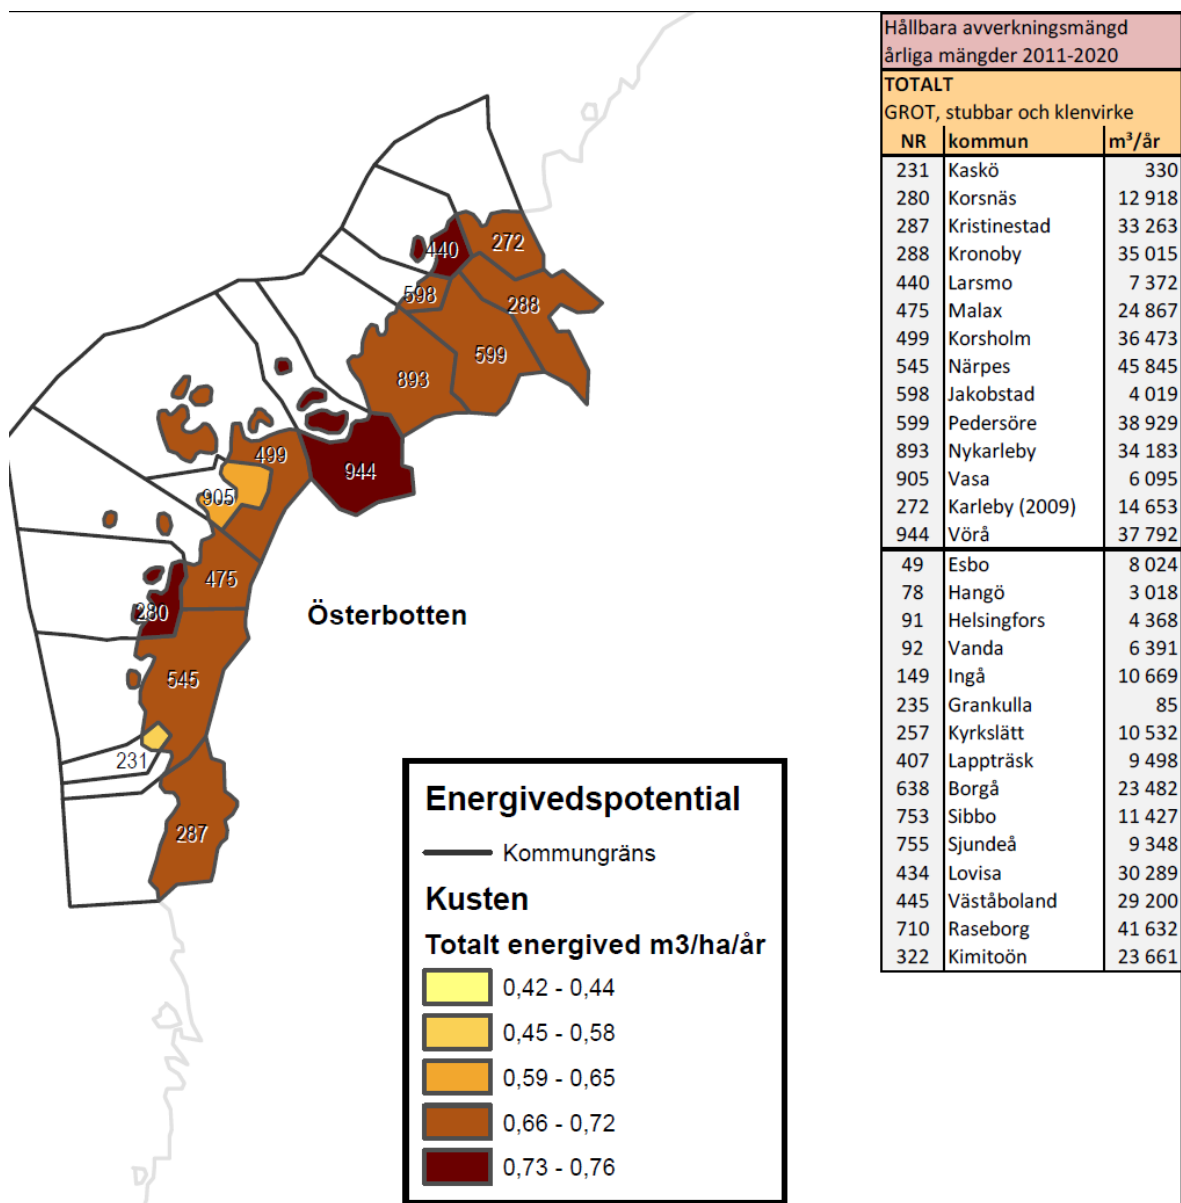 440
272
598
288
599
893
499
944
905
475
280
Österbotten
545
231
287
Energivedspotential
Kommungräns
Kusten
Totalt energived m3/ha/år
0,42 - 0,44
0,45 - 0,58
0,59 - 0,65
0,66 - 0,72
0,73 - 0,76
Hållbara avverkningsmängd
årliga mängder 2011-2020
TOTALT
GROT, stubbar och klenvirke
NR kommun m³/år
231 Kaskö 330
280 Korsnäs 12 918
287 Kristinestad 33 263
288 Kronoby 35 015
440 Larsmo 7 372
475 Malax 24 867
499 Korsholm 36 473
545 Närpes 45 845
598 Jakobstad 4 019
599 Pedersöre 38 929
893 Nykarleby 34 183
905 Vasa 6 095
272 Karleby (2009) 14 653
944 Vörå 37 792
49 Esbo 8 024
78 Hangö 3 018
91 Helsingfors 4 368
92 Vanda 6 391
149 Ingå 10 669
235 Grankulla 85
257 Kyrkslätt 10 532
407 Lappträsk 9 498
638 Borgå 23 482
753 Sibbo 11 427
755 Sjundeå 9 348
434 Lovisa 30 289
445 Väståboland 29 200
710 Raseborg 41 632
322 Kimitoön 23 661